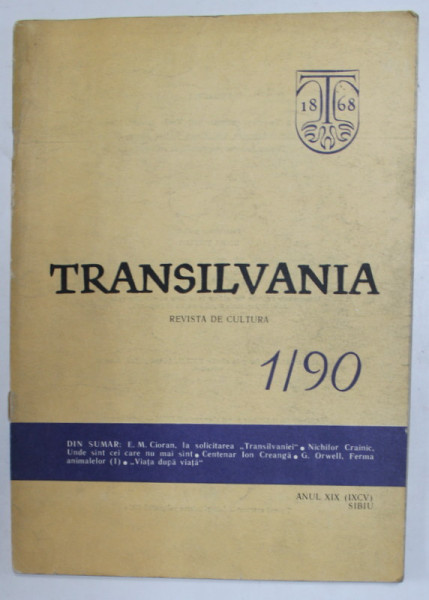 18 68
TRANSILVANIA
REVISTA DE CULTURA
1/90
DIN SUMAR: E. M. Cioran, la solicitarea „Transilvaniei" • Nichifor Crainic,
Unde sint cei care nu mai sint • Centenar Ion Creangă • G. Orwell, Ferma
animalelor (I) • „Viața după viață"
ANUL XIX (IXCV)
SIBIU